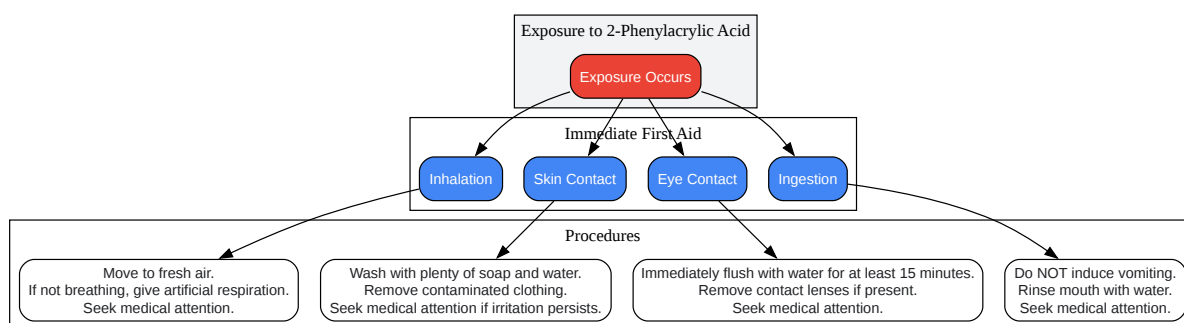 Exposure to 2-Phenylacrylic Acid
Exposure Occurs
Immediate First Aid
Inhalation
Skin Contact
Eye Contact
Ingestion
Procedures
Move to fresh air.
If not breathing, give artificial respiration.
Seek medical attention.
Wash with plenty of soap and water.
Remove contaminated clothing.
Seek medical attention if irritation persists.
Immediately flush with water for at least 15 minutes.
Remove contact lenses if present.
Seek medical attention.
Do NOT induce vomiting.
Rinse mouth with water.
Seek medical attention.